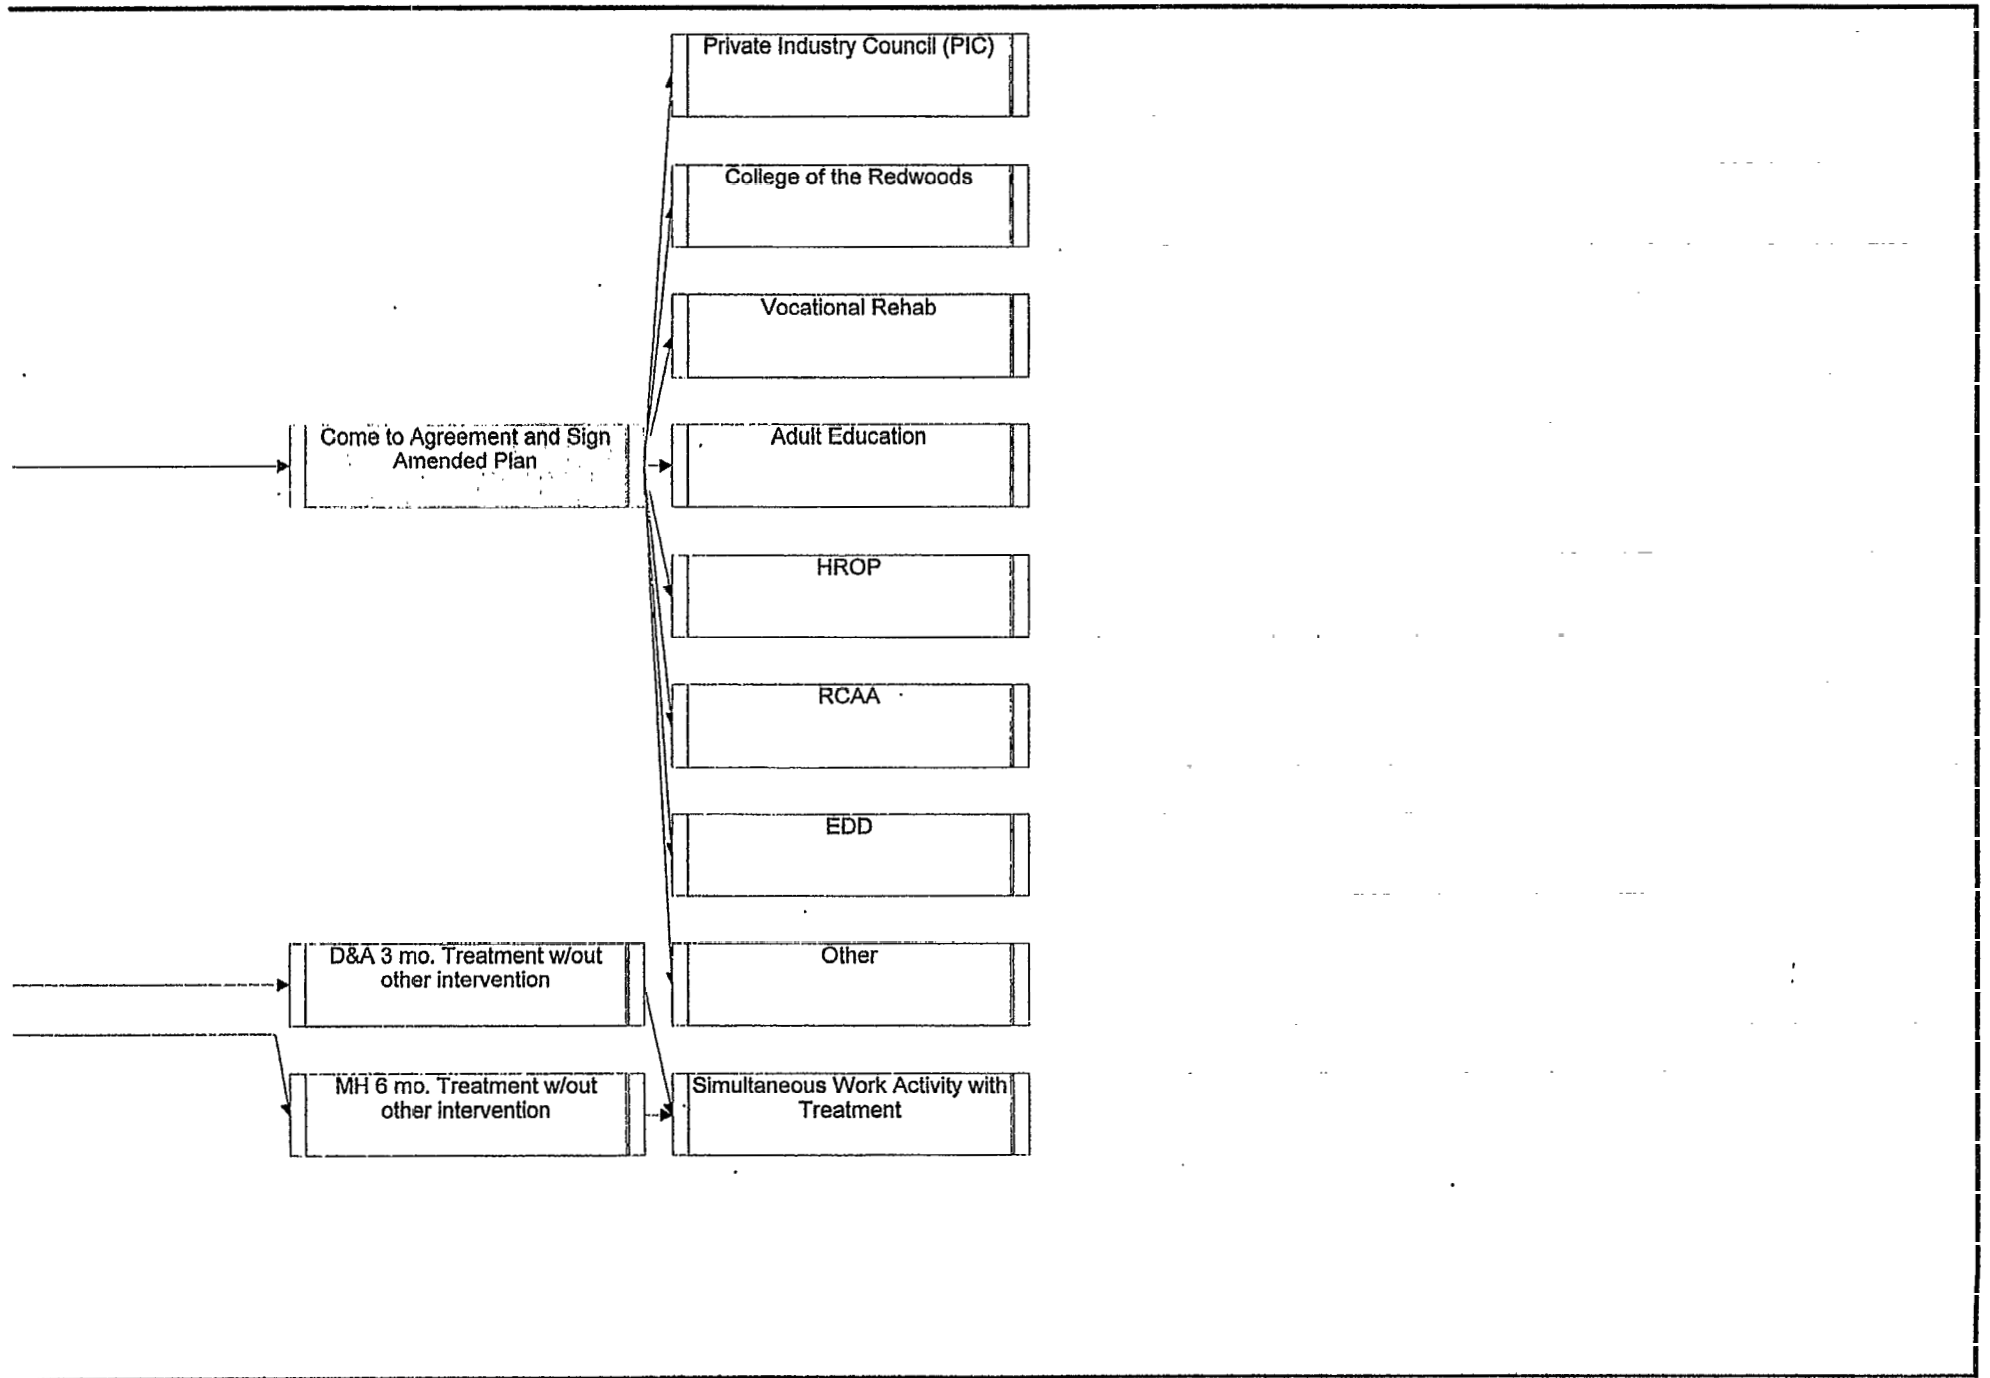 Private Industry Council (PIC)
College of the Redwoods
Vocational Rehab
Come to Agreement and Sign
Amended Plan
Adult Education
HROP
RCAA
EDD
D&A 3 mo. Treatment w/out
other intervention
Other
MH 6 mo. Treatment w/out
other intervention
Simultaneous Work Activity with
Treatment